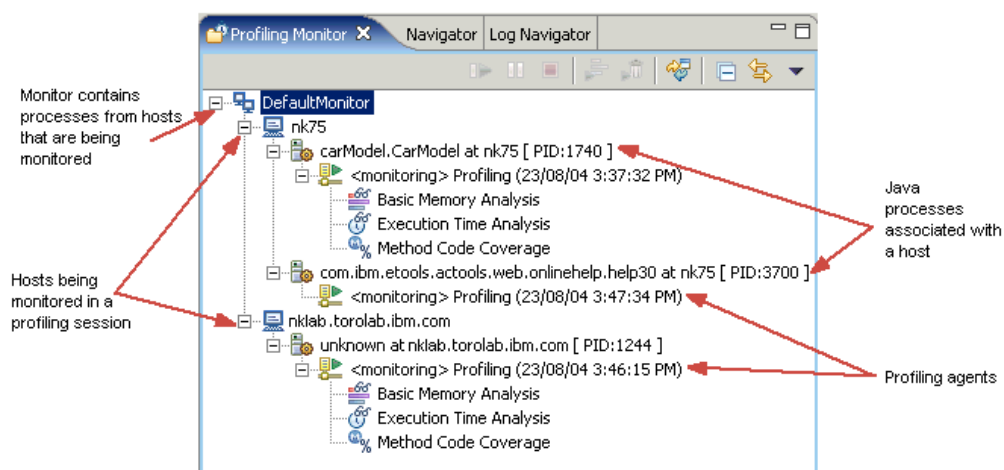 Profiling Monitor
Navigator
Log Navigator
Monitor contains
processes from hosts
that are being
monitored
DefaultMonitor
nk75
carModel.CarModel at nk75 [ PID:1740 ]
<monitoring> Profiling (23/08/04 3:37:32 PM)
Basic Memory Analysis
Execution Time Analysis
Method Code Coverage
com.ibm.etools.actools.web.onlinehelp.help30 at nk75 [ PID:3700 ]
<monitoring> Profiling (23/08/04 3:47:34 PM)
nklab.torolab.ibm.com
unknown at nklab.torolab.ibm.com [ PID:1244 ]
<monitoring> Profiling (23/08/04 3:46:15 PM)
Basic Memory Analysis
Execution Time Analysis
Method Code Coverage
Hosts being
monitored in a
profiling session
Java
processes
associated with
a host
Profiling agents